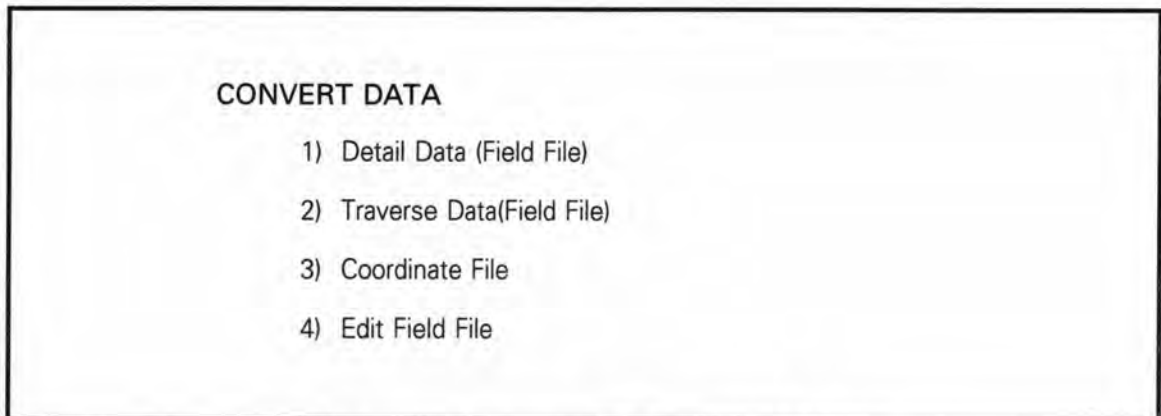 CONVERT DATA
1) Detail Data (Field File)
2) Traverse Data(Field File)
3) Coordinate File
4) Edit Field File